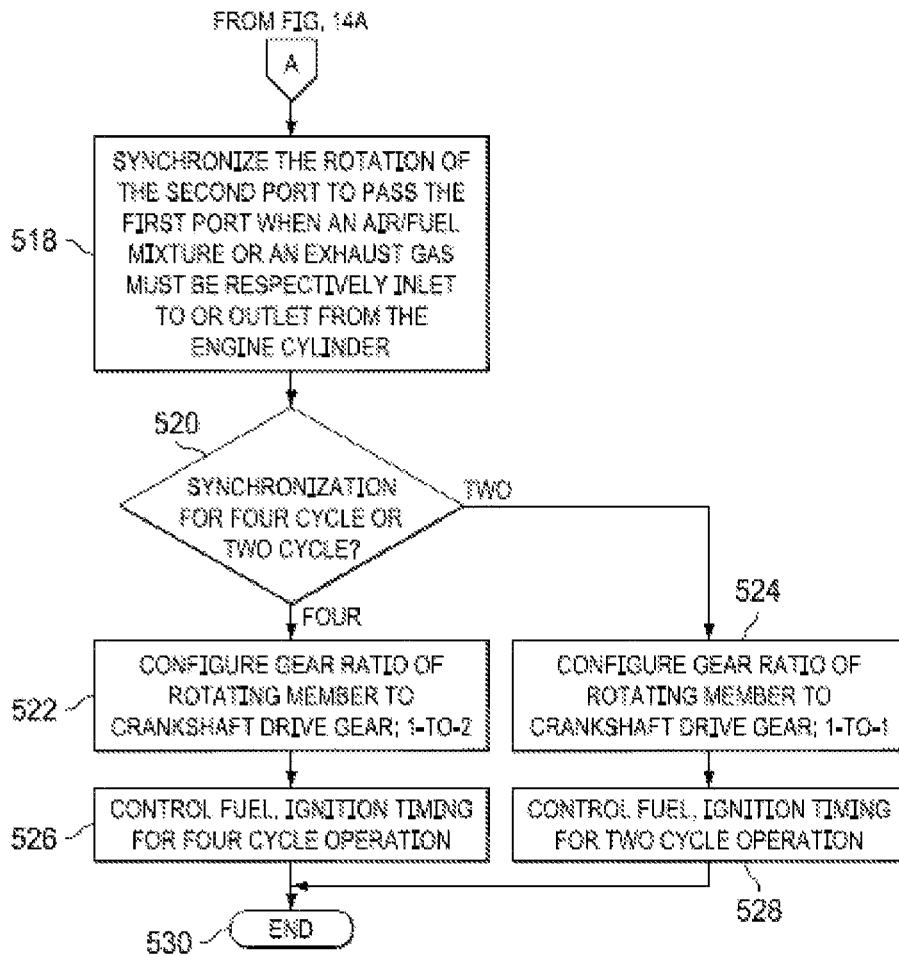 FROM FIG. 14A
A
SYNCHRONIZE THE ROTATION OF
THE SECOND PORT TO PASS THE
FIRST PORT WHEN AN AIR/FUEL
MIXTURE OR AN EXHAUST GAS
MUST BE RESPECTIVELY INLET
TO OR OUTLET FROM THE
ENGINE CYLINDER
518
520
SYNCHRONIZATION
FOR FOUR CYCLE OR
TWO CYCLE?
TWO
FOUR
524
CONFIGURE GEAR RATIO OF
ROTATING MEMBER TO
CRANKSHAFT DRIVE GEAR; 1-TO-2
522
CONFIGURE GEAR RATIO OF
ROTATING MEMBER TO
CRANKSHAFT DRIVE GEAR; 1-TO-1
CONTROL FUEL, IGNITION TIMING
FOR FOUR CYCLE OPERATION
526
CONTROL FUEL, IGNITION TIMING
FOR TWO CYCLE OPERATION
528
END
530